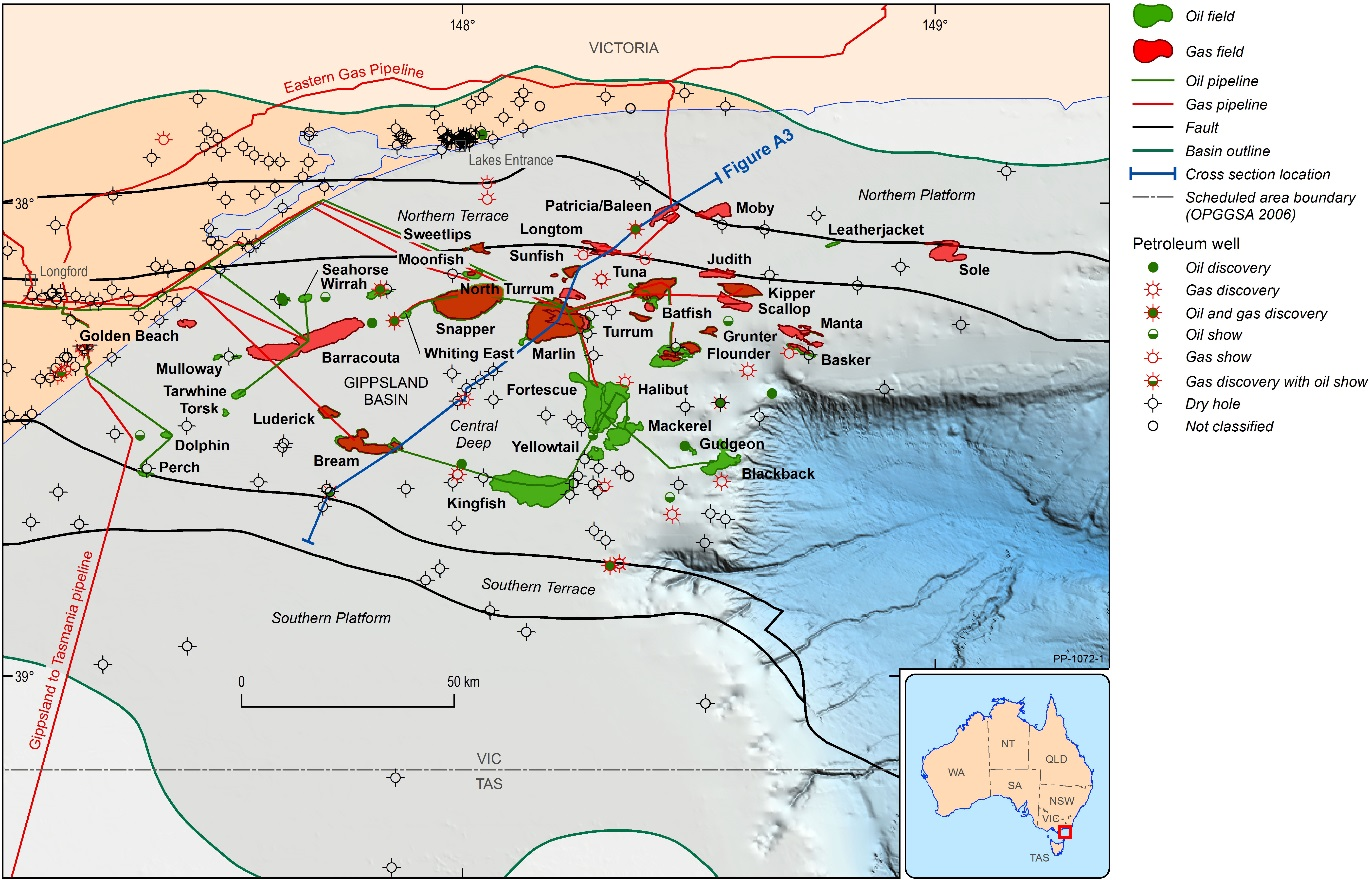 148°
149°
VICTORIA
Eastern Gas Pipeline
Lakes Entrance
Figure A3
38°
Northern Platform
Northern Terrace
Patricia/Baleen
Moby
Sweetlips
Longtom
Leatherjacket
Moonfish
Sunfish
Judith
Sole
Longford
Seahorse
Wirrah
Tuna
North Turrum
Kipper
Scallop
Snapper
Batfish
Golden Beach
Turrum
Manta
Grunter
Marlin
Whiting East
Flounder
Basker
Barracouta
Mulloway
GIPPSLAND
BASIN
Tarwhine
Fortescue
Halibut
Torsk
Luderick
Central
Deep
Mackerel
Dolphin
Yellowtail
Gudgeon
Bream
Perch
Blackback
Kingfish
Southern Terrace
Southern Platform
Gippsland to Tasmania pipeline
PP-1072-1
39°
0
50 km
VIC
TAS
WA
NT
QLD
SA
NSW
VIC
TAS
Oil field
Gas field
Oil pipeline
Gas pipeline
Fault
Basin outline
Cross section location
Scheduled area boundary
(OPGGSA 2006)
Petroleum well
Oil discovery
Gas discovery
Oil and gas discovery
Oil show
Gas show
Gas discovery with oil show
Dry hole
Not classified